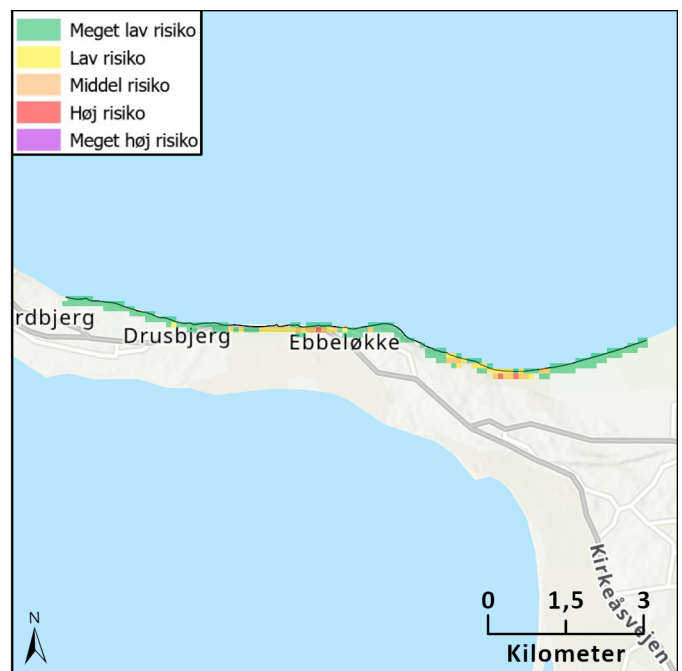 Meget lav risiko
Lav risiko
Middel risiko
Høj risiko
Meget høj risiko
rdbjerg
Drusbjerg
Ebbeløkke
Kirkeåsvejen
0 1,5 3
Kilometer
N